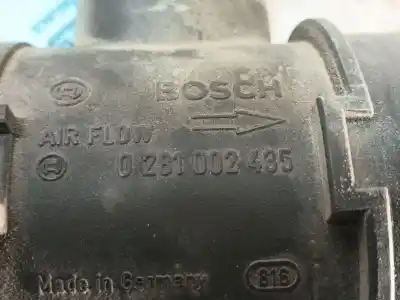 BOSCH
AIR FLOW
0 281 002 435
Made in Germany
816